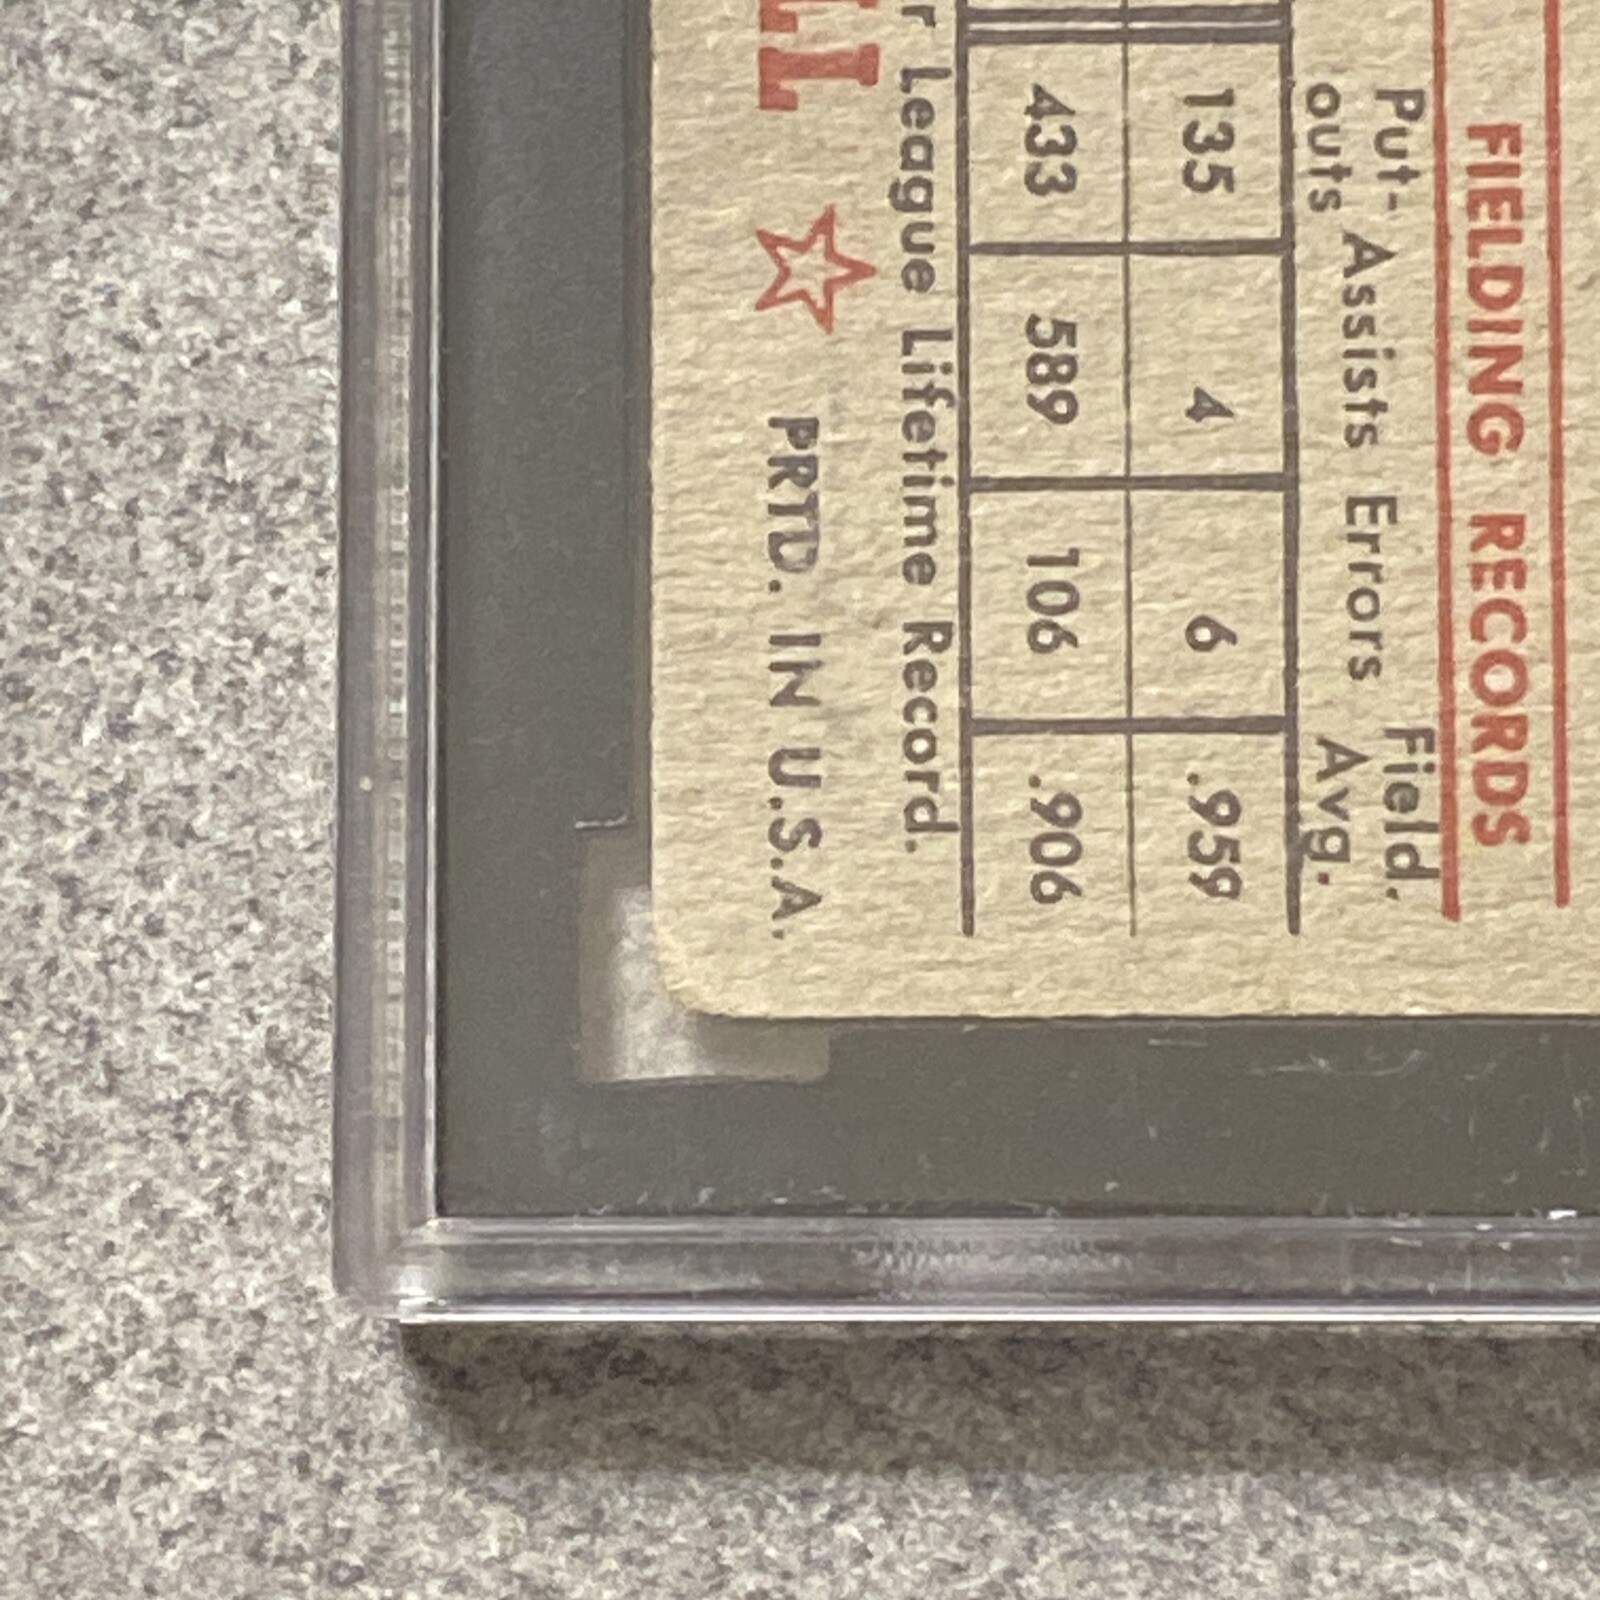 FIELDING RECORDS
Put- Field.
outs Assists Errors Avg.
135 4 6 .959
433 589 106 .906
r League Lifetime Record.
PRTD. IN U.S.A.